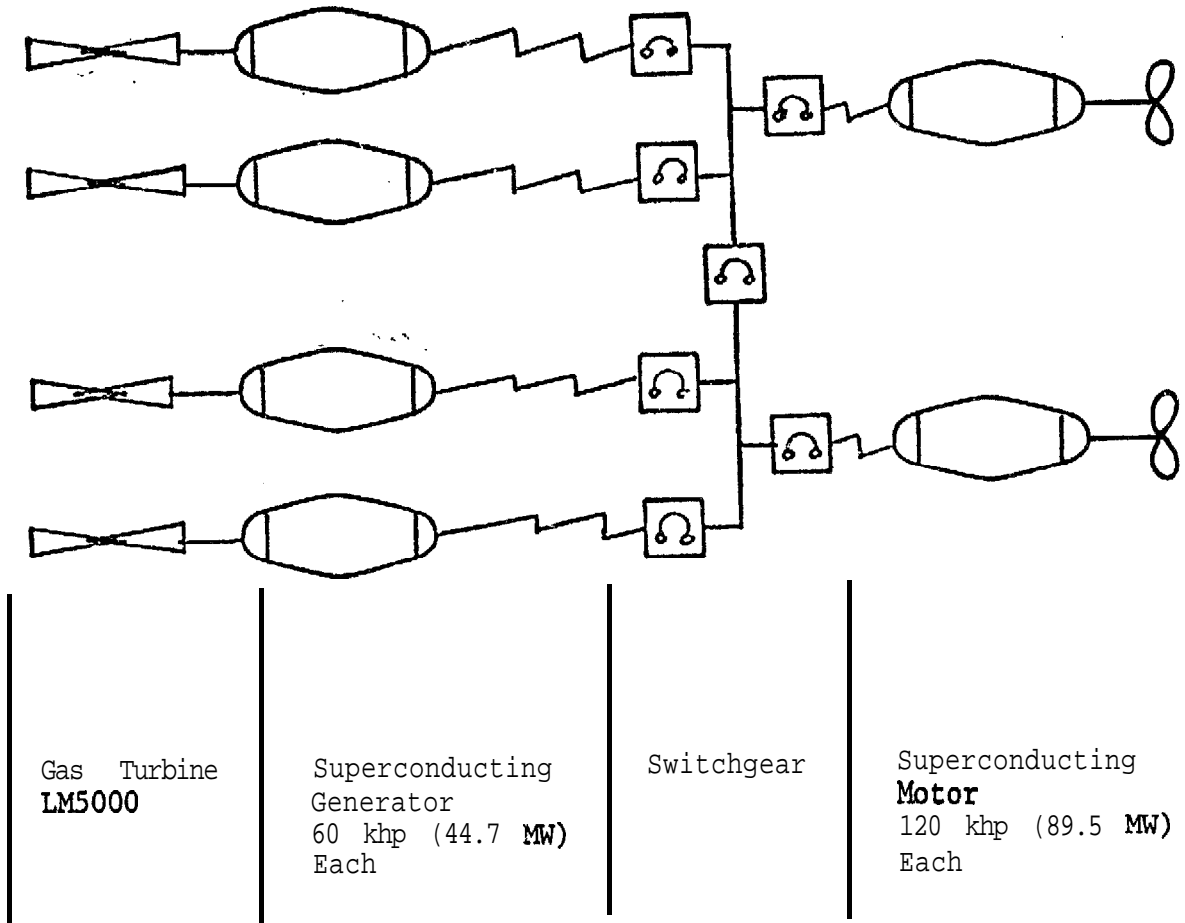 Gas Turbine
LM5000
Superconducting
Generator
60 khp (44.7 MW)
Each
Switchgear
Superconducting
Motor
120 khp (89.5 MW)
Each